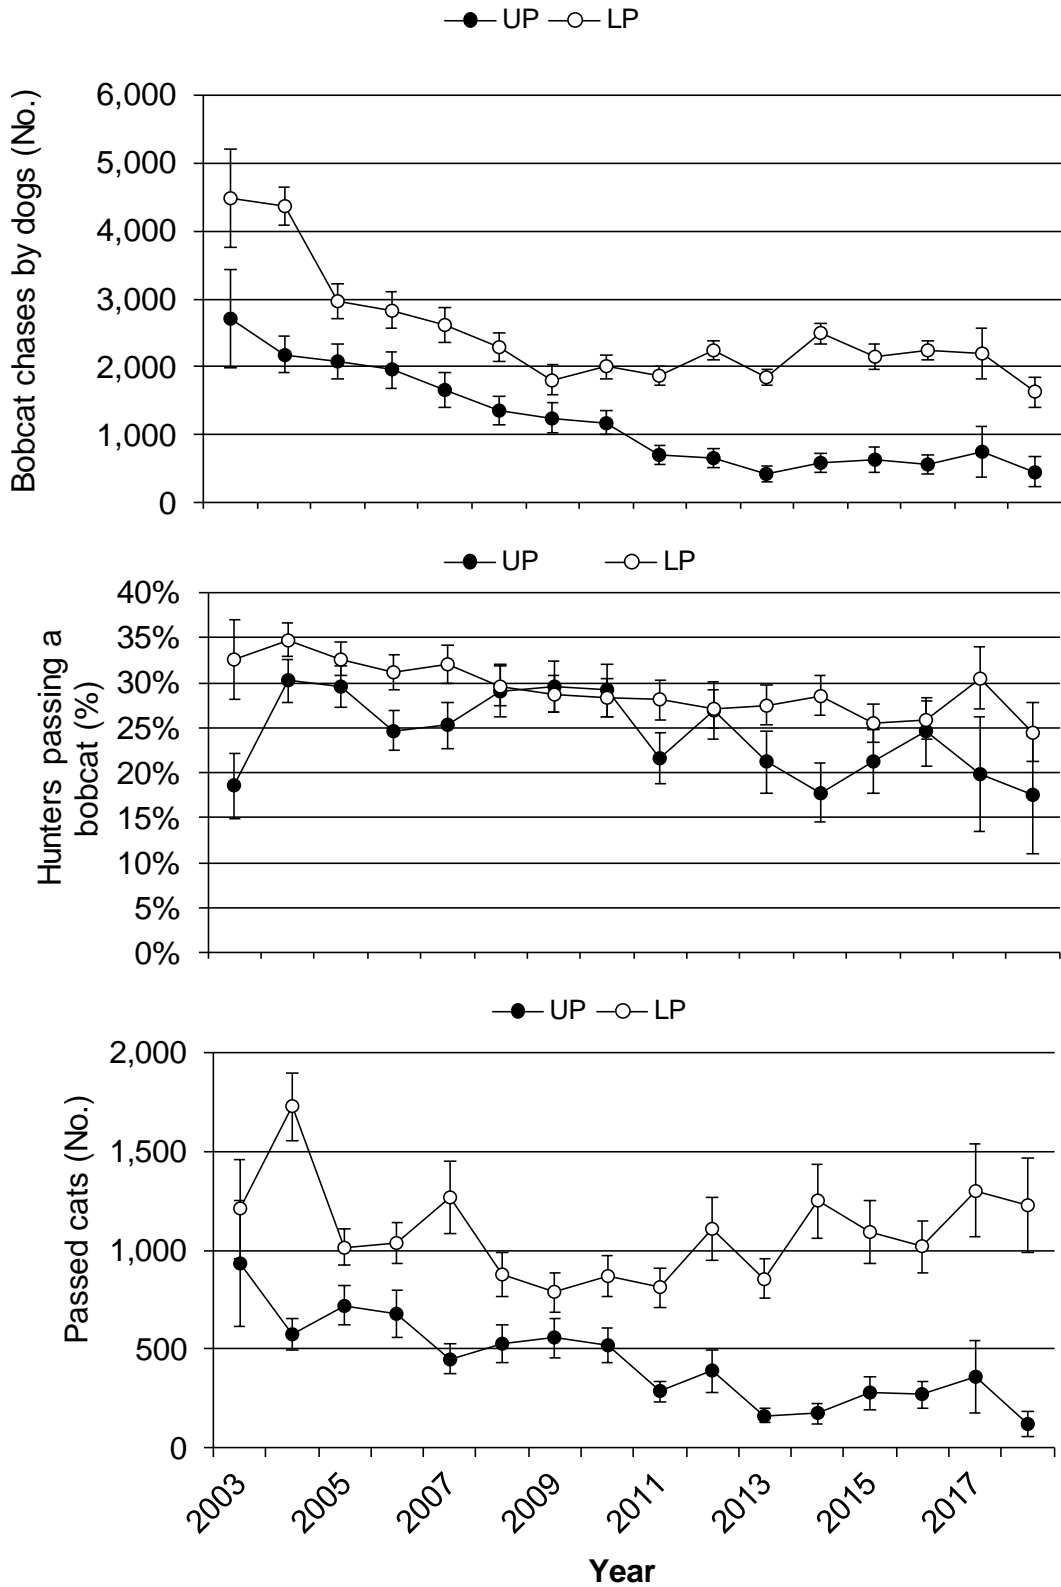 UP LP
Bobcat chases by dogs (No.)
6,000
5,000
4,000
3,000
2,000
1,000
0
UP LP
Hunters passing a
bobcat (%)
40%
35%
30%
25%
20%
15%
10%
5%
0%
UP LP
Passed cats (No.)
2,000
1,500
1,000
500
0
2003 2005 2007 2009 2011 2013 2015 2017
Year